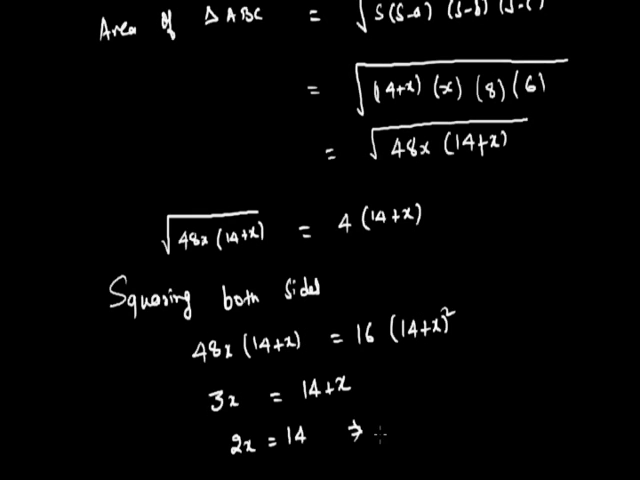 Area of Δ ABC = √S(S-a) (S-b) (S-c)
= √(14+x) (x) (8) (6)
= √48x (14+x)
√48x (14+x) = 4 (14+x)
Squaring both sides
48x (14+x) = 16 (14+x)²
3x = 14+x
2x = 14 ⇒